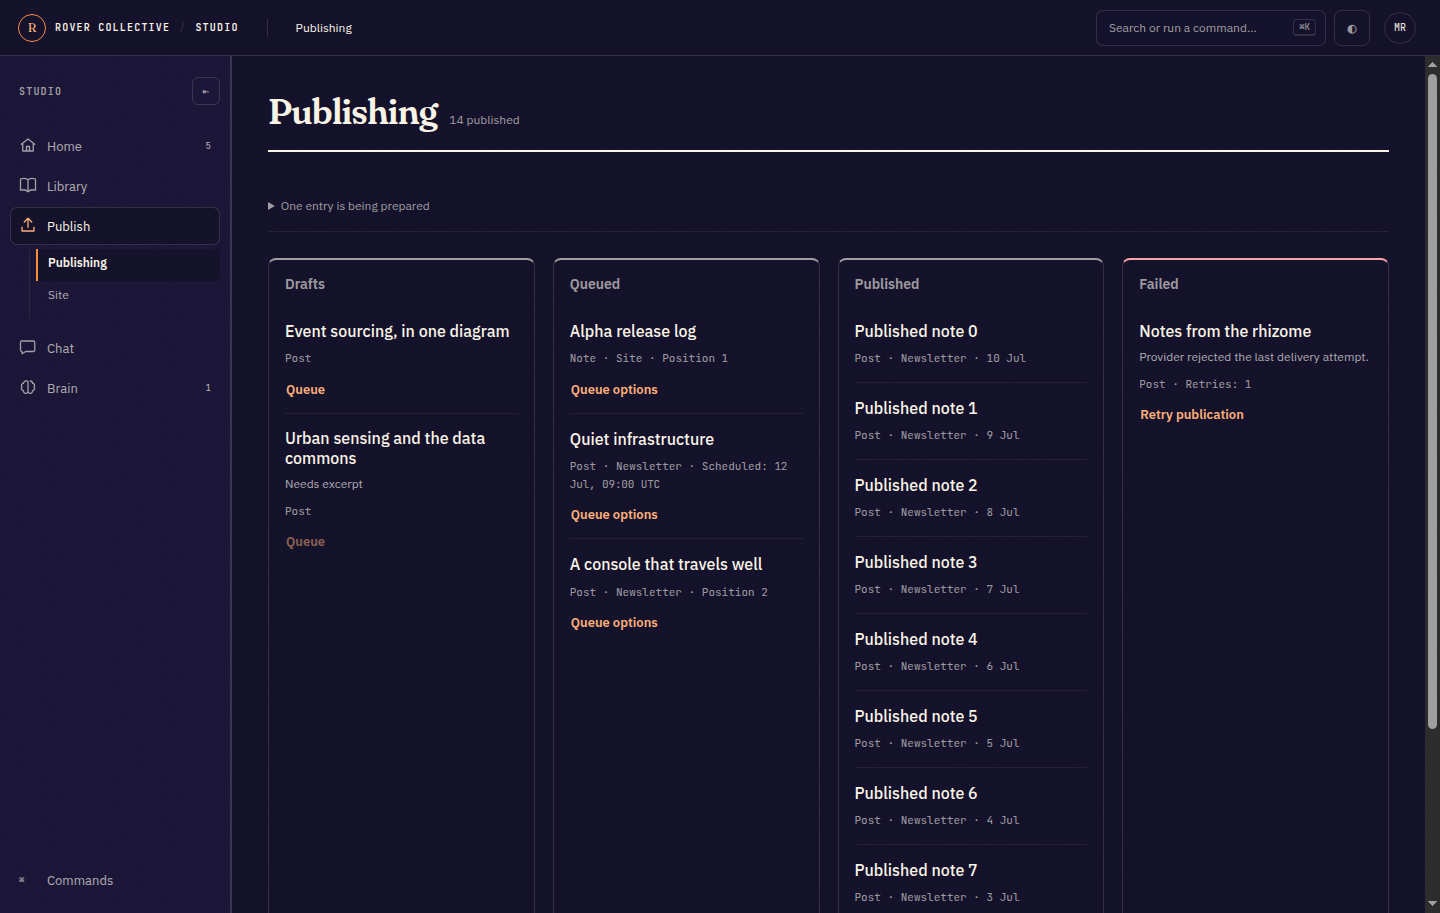 R ROVER COLLECTIVE / STUDIO Publishing Search or run a command... ⌘K MR
STUDIO
Home 5
Library
Publish
Publishing
Site
Chat
Brain 1
⌘ Commands
Publishing 14 published
One entry is being prepared
Drafts
Event sourcing, in one diagram
Post
Queue
Urban sensing and the data
commons
Needs excerpt
Post
Queue
Queued
Alpha release log
Note · Site · Position 1
Queue options
Quiet infrastructure
Post · Newsletter · Scheduled: 12
Jul, 09:00 UTC
Queue options
A console that travels well
Post · Newsletter · Position 2
Queue options
Published
Published note 0
Post · Newsletter · 10 Jul
Published note 1
Post · Newsletter · 9 Jul
Published note 2
Post · Newsletter · 8 Jul
Published note 3
Post · Newsletter · 7 Jul
Published note 4
Post · Newsletter · 6 Jul
Published note 5
Post · Newsletter · 5 Jul
Published note 6
Post · Newsletter · 4 Jul
Published note 7
Post · Newsletter · 3 Jul
Failed
Notes from the rhizome
Provider rejected the last delivery attempt.
Post · Retries: 1
Retry publication